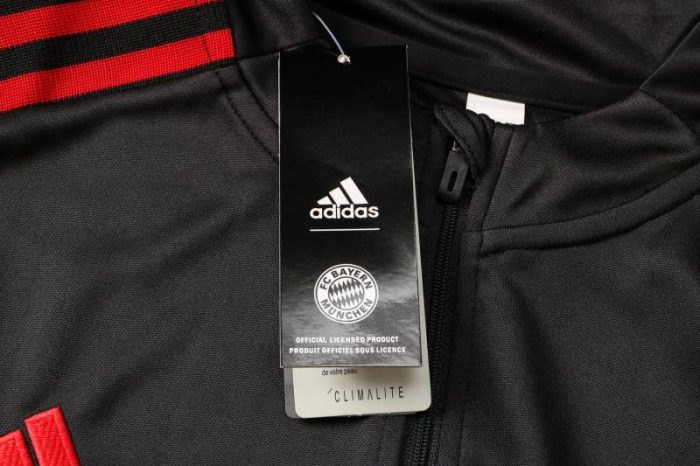 adidas
FC BAYERN
MÜNCHEN
OFFICIAL LICENSED PRODUCT
PRODUIT OFFICIEL SOUS LICENCE
de votre peau
CLIMALITE